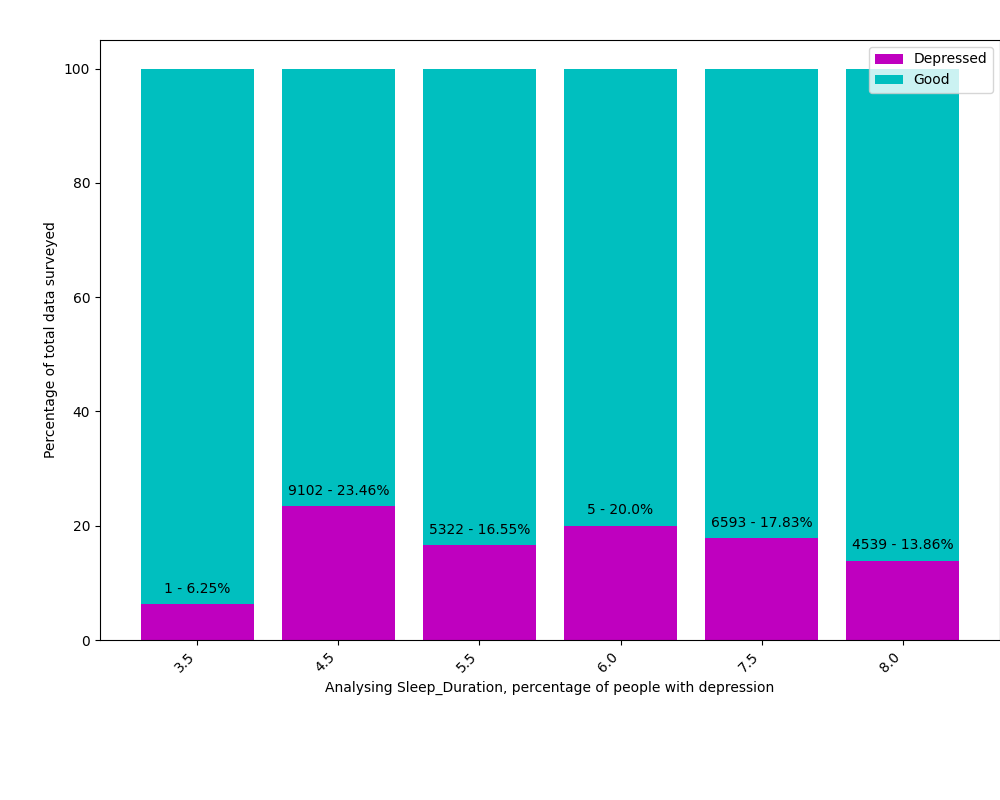 Depressed
Good
100
80
60
40
20
0
Percentage of total data surveyed
1 - 6.25%
9102 - 23.46%
5322 - 16.55%
5 - 20.0%
6593 - 17.83%
4539 - 13.86%
3.5
4.5
5.5
6.0
7.5
8.0
Analysing Sleep_Duration, percentage of people with depression